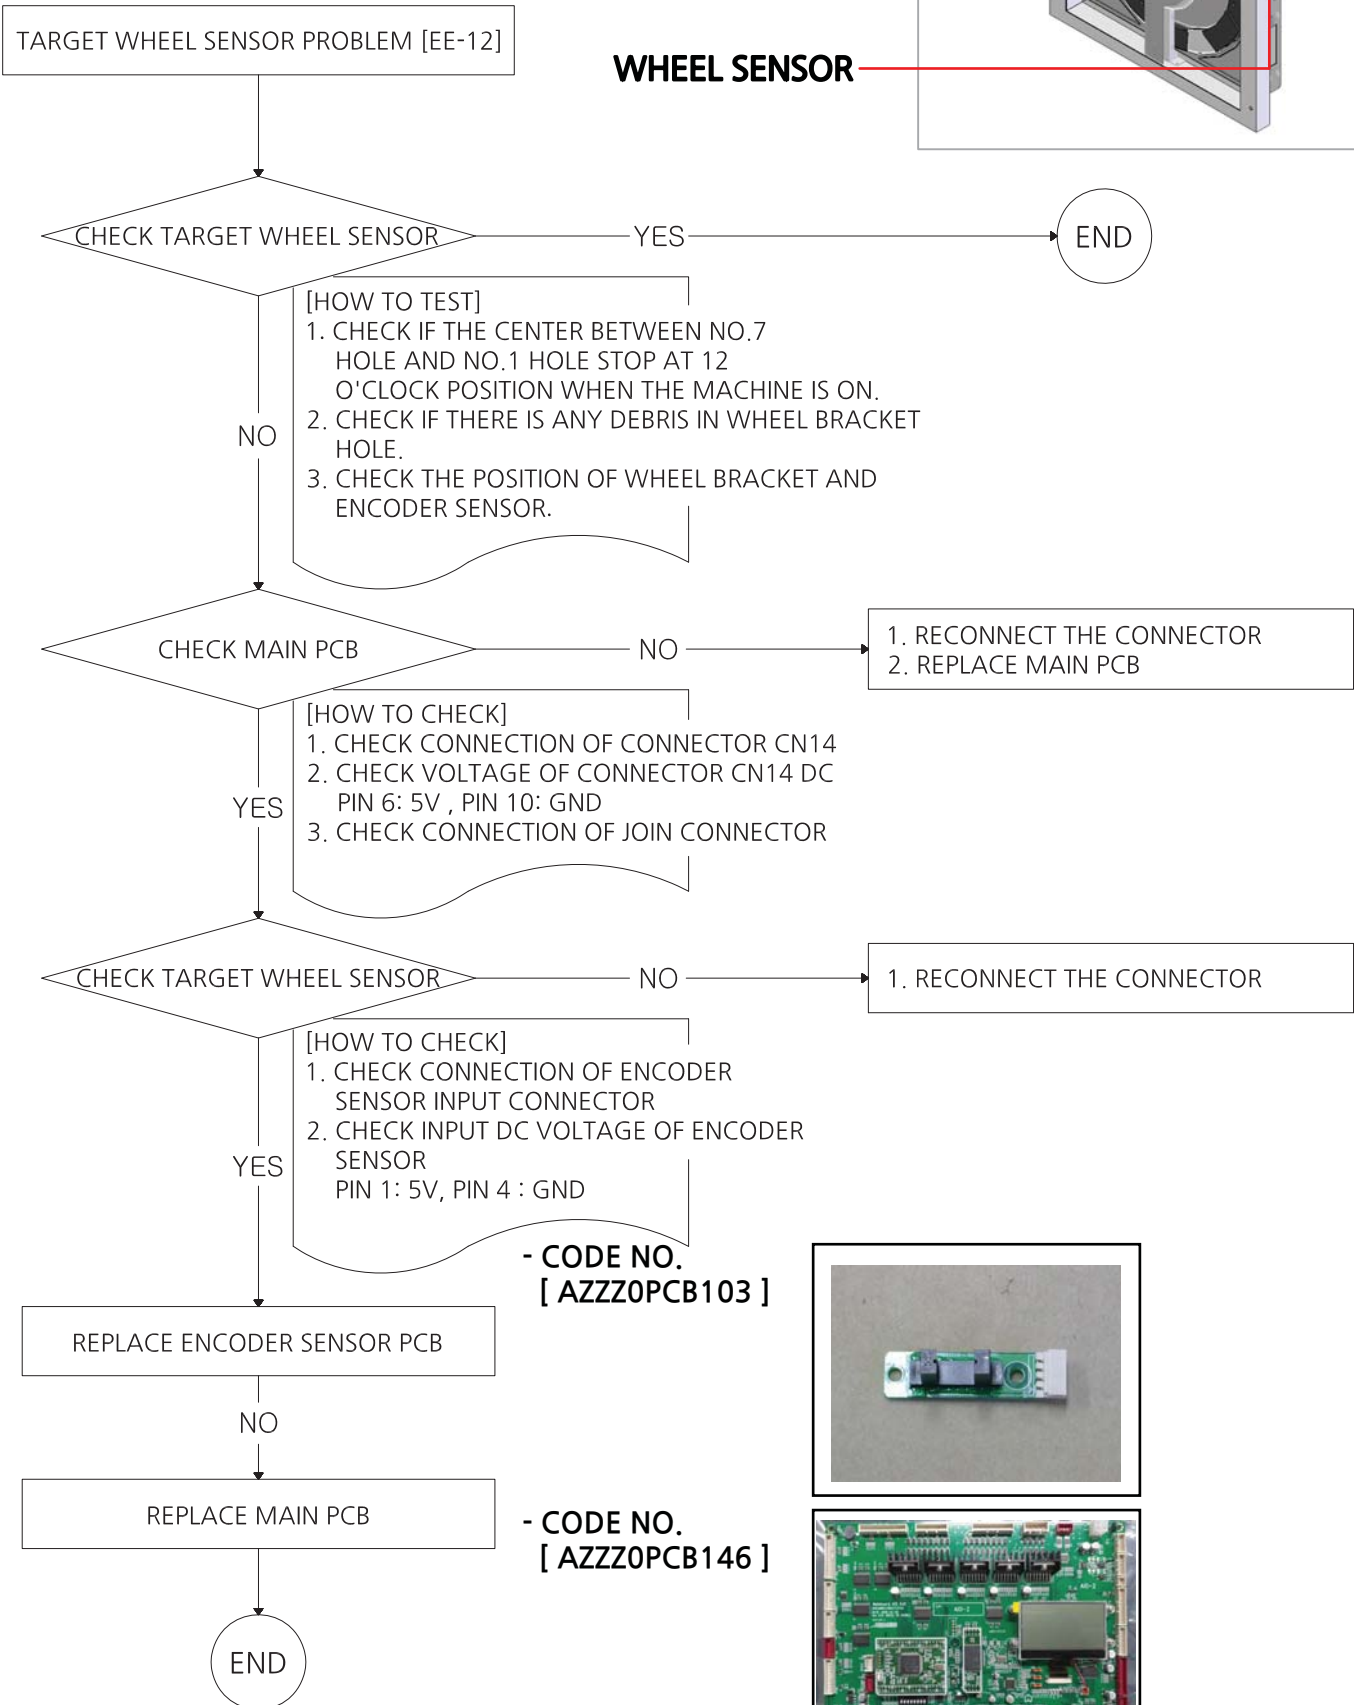 TARGET WHEEL SENSOR PROBLEM [EE-12]
WHEEL SENSOR
CHECK TARGET WHEEL SENSOR
YES
END
[HOW TO TEST]
1. CHECK IF THE CENTER BETWEEN NO.7
HOLE AND NO.1 HOLE STOP AT 12
O'CLOCK POSITION WHEN THE MACHINE IS ON.
2. CHECK IF THERE IS ANY DEBRIS IN WHEEL BRACKET
HOLE.
3. CHECK THE POSITION OF WHEEL BRACKET AND
ENCODER SENSOR.
NO
CHECK MAIN PCB
NO
1. RECONNECT THE CONNECTOR
2. REPLACE MAIN PCB
[HOW TO CHECK]
1. CHECK CONNECTION OF CONNECTOR CN14
2. CHECK VOLTAGE OF CONNECTOR CN14 DC
PIN 6: 5V , PIN 10: GND
3. CHECK CONNECTION OF JOIN CONNECTOR
YES
CHECK TARGET WHEEL SENSOR
NO
1. RECONNECT THE CONNECTOR
[HOW TO CHECK]
1. CHECK CONNECTION OF ENCODER
SENSOR INPUT CONNECTOR
2. CHECK INPUT DC VOLTAGE OF ENCODER
SENSOR
PIN 1: 5V, PIN 4 : GND
YES
- CODE NO.
[ AZZZ0PCB103 ]
REPLACE ENCODER SENSOR PCB
NO
REPLACE MAIN PCB
- CODE NO.
[ AZZZ0PCB146 ]
END